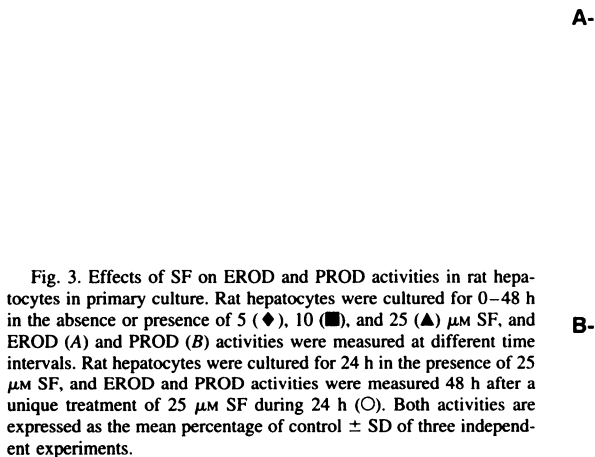 A-
Fig. 3. Effects of SF on EROD and PROD activities in rat hepa-
tocytes in primary culture. Rat hepatocytes were cultured for 0–48 h
in the absence or presence of 5 (♦), 10 (■), and 25 (▲) μM SF, and
EROD (A) and PROD (B) activities were measured at different time
intervals. Rat hepatocytes were cultured for 24 h in the presence of 25
μM SF, and EROD and PROD activities were measured 48 h after a
unique treatment of 25 μM SF during 24 h (○). Both activities are
expressed as the mean percentage of control ± SD of three independ-
ent experiments.
B-